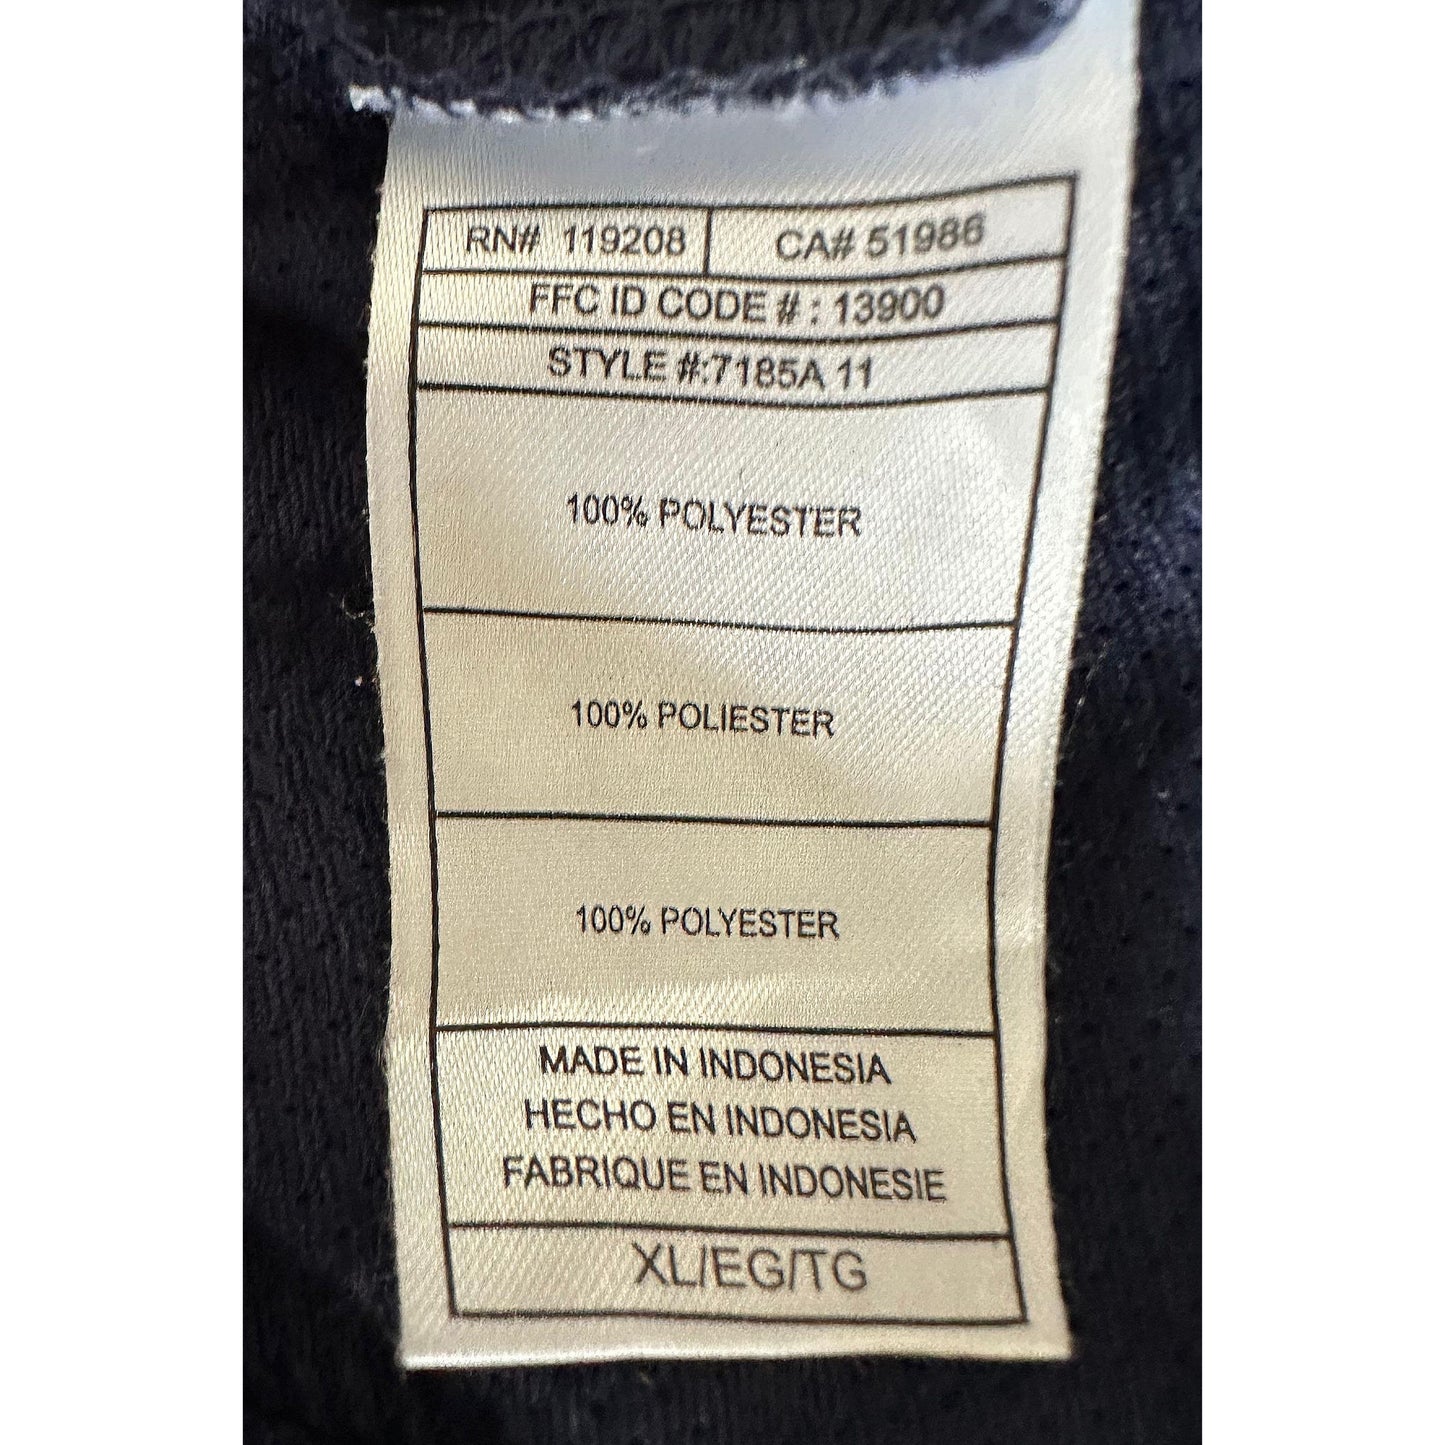 RN# 119208 CA# 51986
FFC ID CODE # : 13900
STYLE #:7185A 11
100% POLYESTER
100% POLIESTER
100% POLYESTER
MADE IN INDONESIA
HECHO EN INDONESIA
FABRIQUE EN INDONESIE
XL/EG/TG